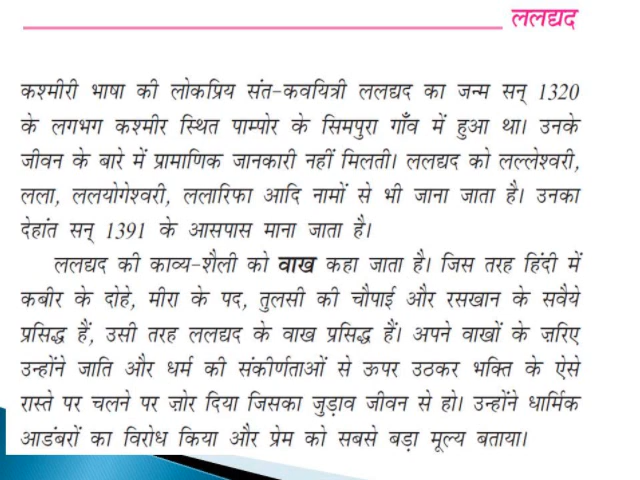 ललद्यद
कश्मीरी भाषा की लोकप्रिय संत-कवयित्री ललद्यद का जन्म सन् 1320
के लगभग कश्मीर स्थित पाम्पोर के सिमपुरा गाँव में हुआ था। उनके
जीवन के बारे में प्रामाणिक जानकारी नहीं मिलती। ललद्यद को लल्लेश्वरी,
लला, ललयोगेश्वरी, ललारिफा आदि नामों से भी जाना जाता है। उनका
देहांत सन् 1391 के आसपास माना जाता है।
ललद्यद की काव्य-शैली को वाख कहा जाता है। जिस तरह हिंदी में
कबीर के दोहे, मीरा के पद, तुलसी की चौपाई और रसखान के सवैये
प्रसिद्ध हैं, उसी तरह ललद्यद के वाख प्रसिद्ध हैं। अपने वाखों के ज़रिए
उन्होंने जाति और धर्म की संकीर्णताओं से ऊपर उठकर भक्ति के ऐसे
रास्ते पर चलने पर ज़ोर दिया जिसका जुड़ाव जीवन से हो। उन्होंने धार्मिक
आडंबरों का विरोध किया और प्रेम को सबसे बड़ा मूल्य बताया।